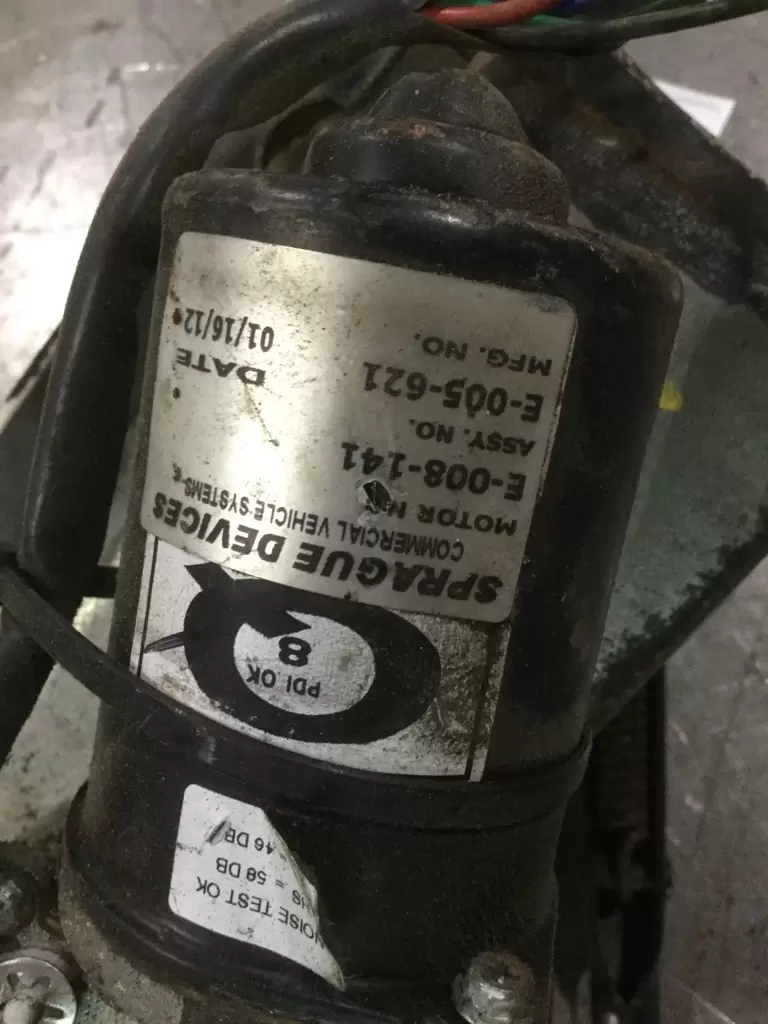 NOISE TEST OK
HS = 58 DB
46 DB
PDI OK
8
SPRAGUE DEVICES
COMMERCIAL VEHICLE SYSTEMS
MOTOR
E-008-141
ASSY. NO.
E-005-621 DATE
MFG. NO. 01/16/12